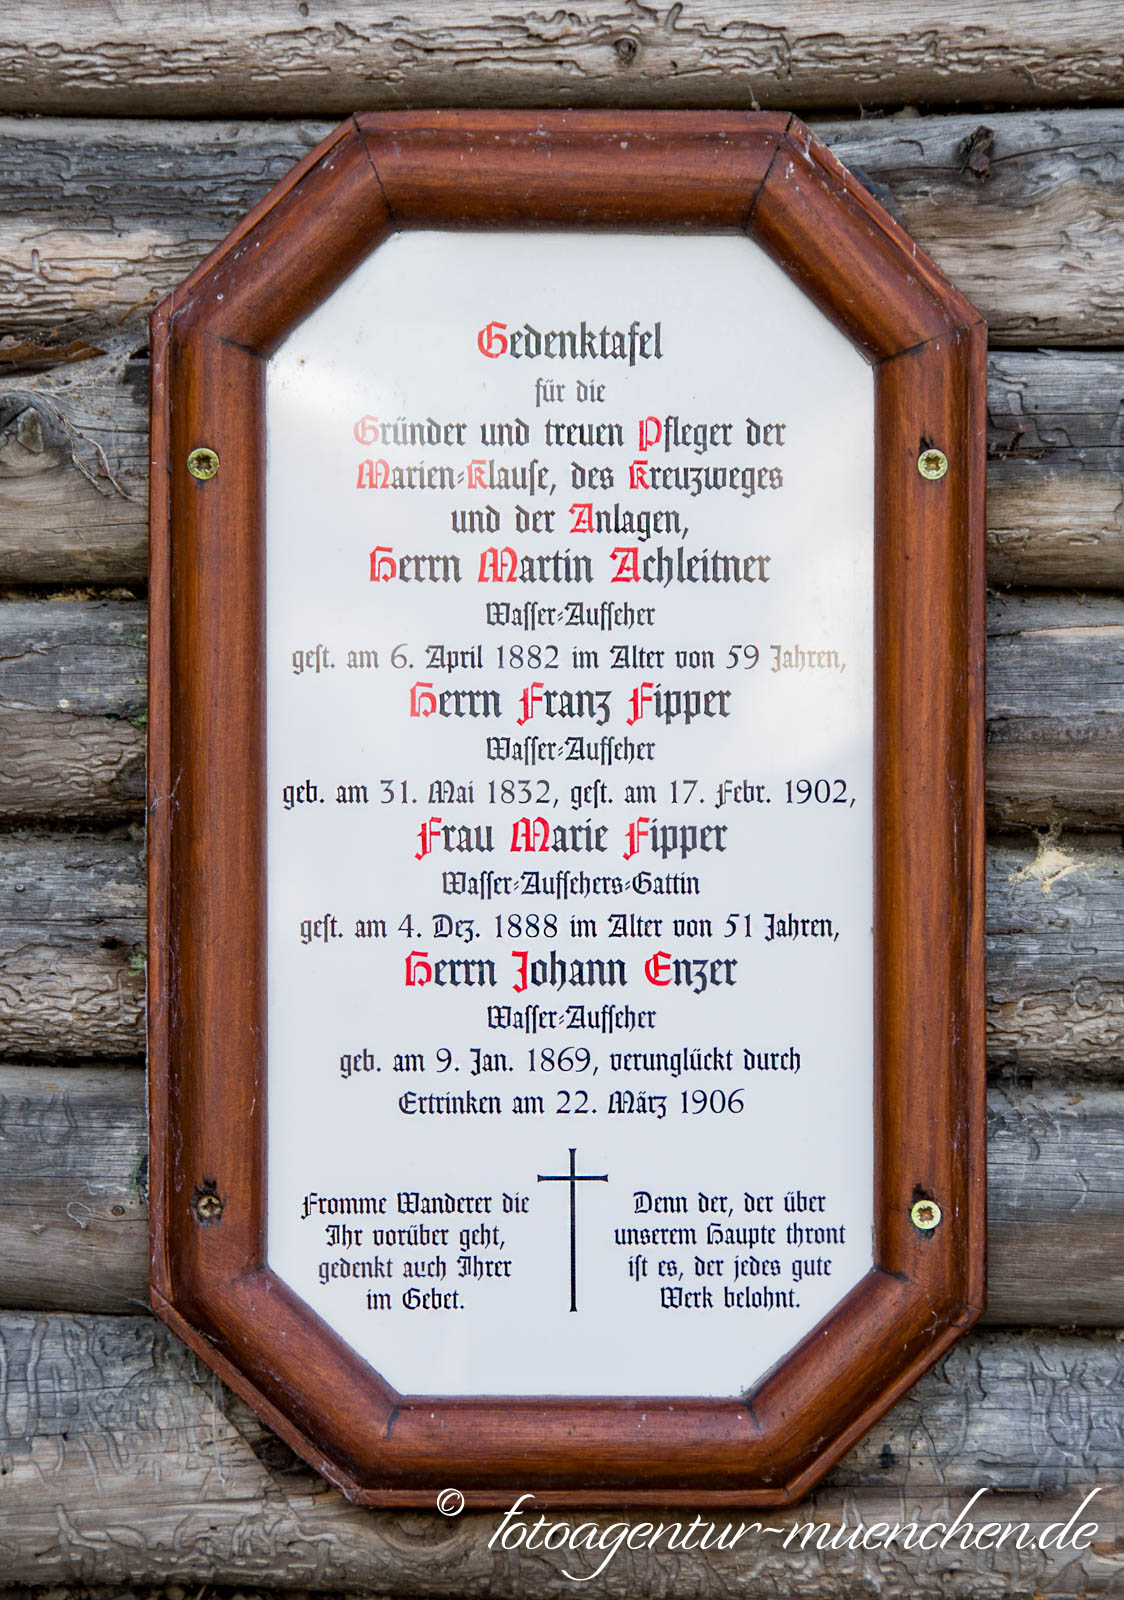 Gedenktafel
für die
Gründer und treuen Pfleger der
Marien-Klause, des Kreuzweges
und der Anlagen,
Herrn Martin Achleitner
Wasser-Aufseher
gest. am 6. April 1882 im Alter von 59 Jahren,
Herrn Franz Fipper
Wasser-Aufseher
geb. am 31. Mai 1832, gest. am 17. Febr. 1902,
Frau Marie Fipper
Wasser-Aufsehers-Gattin
gest. am 4. Dez. 1888 im Alter von 51 Jahren,
Herrn Johann Enzer
Wasser-Aufseher
geb. am 9. Jan. 1869, verunglückt durch
Ertrinken am 22. März 1906
Fromme Wanderer die
Ihr vorüber geht,
gedenkt auch Ihrer
im Gebet.
Denn der, der über
unserem Haupte thront
ist es, der jedes gute
Werk belohnt.
© fotoagentur-muenchen.de